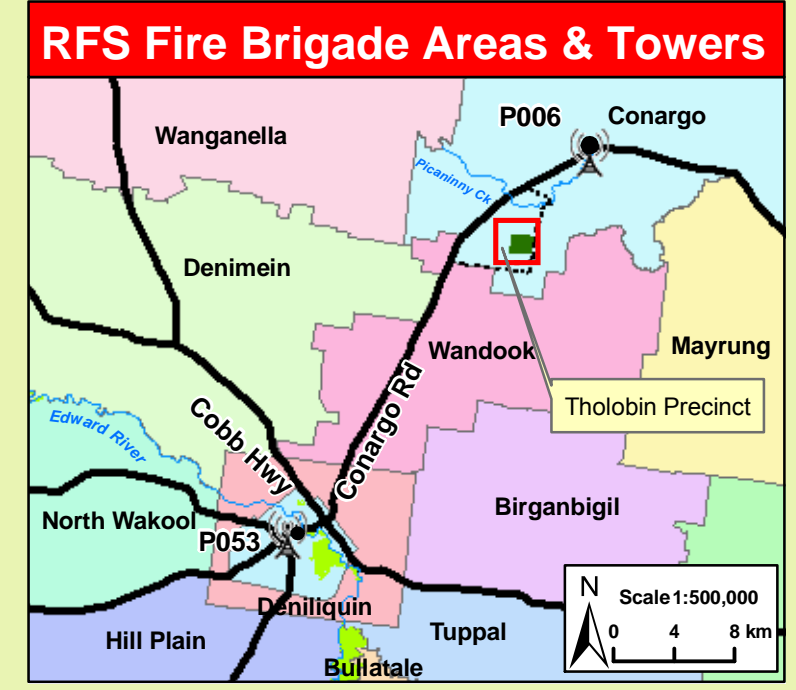 RFS Fire Brigade Areas & Towers
P006
Conargo
Wanganella
Picaninny Ck
Denimein
Wandook
Mayrung
Tholobin Precinct
Conargo Rd
Cobb Hwy
Edward River
North Wakool
P053
Birganbigil
Deniliquin
Hill Plain
Tuppal
Bullatale
N
Scale 1:500,000
0 4 8 km